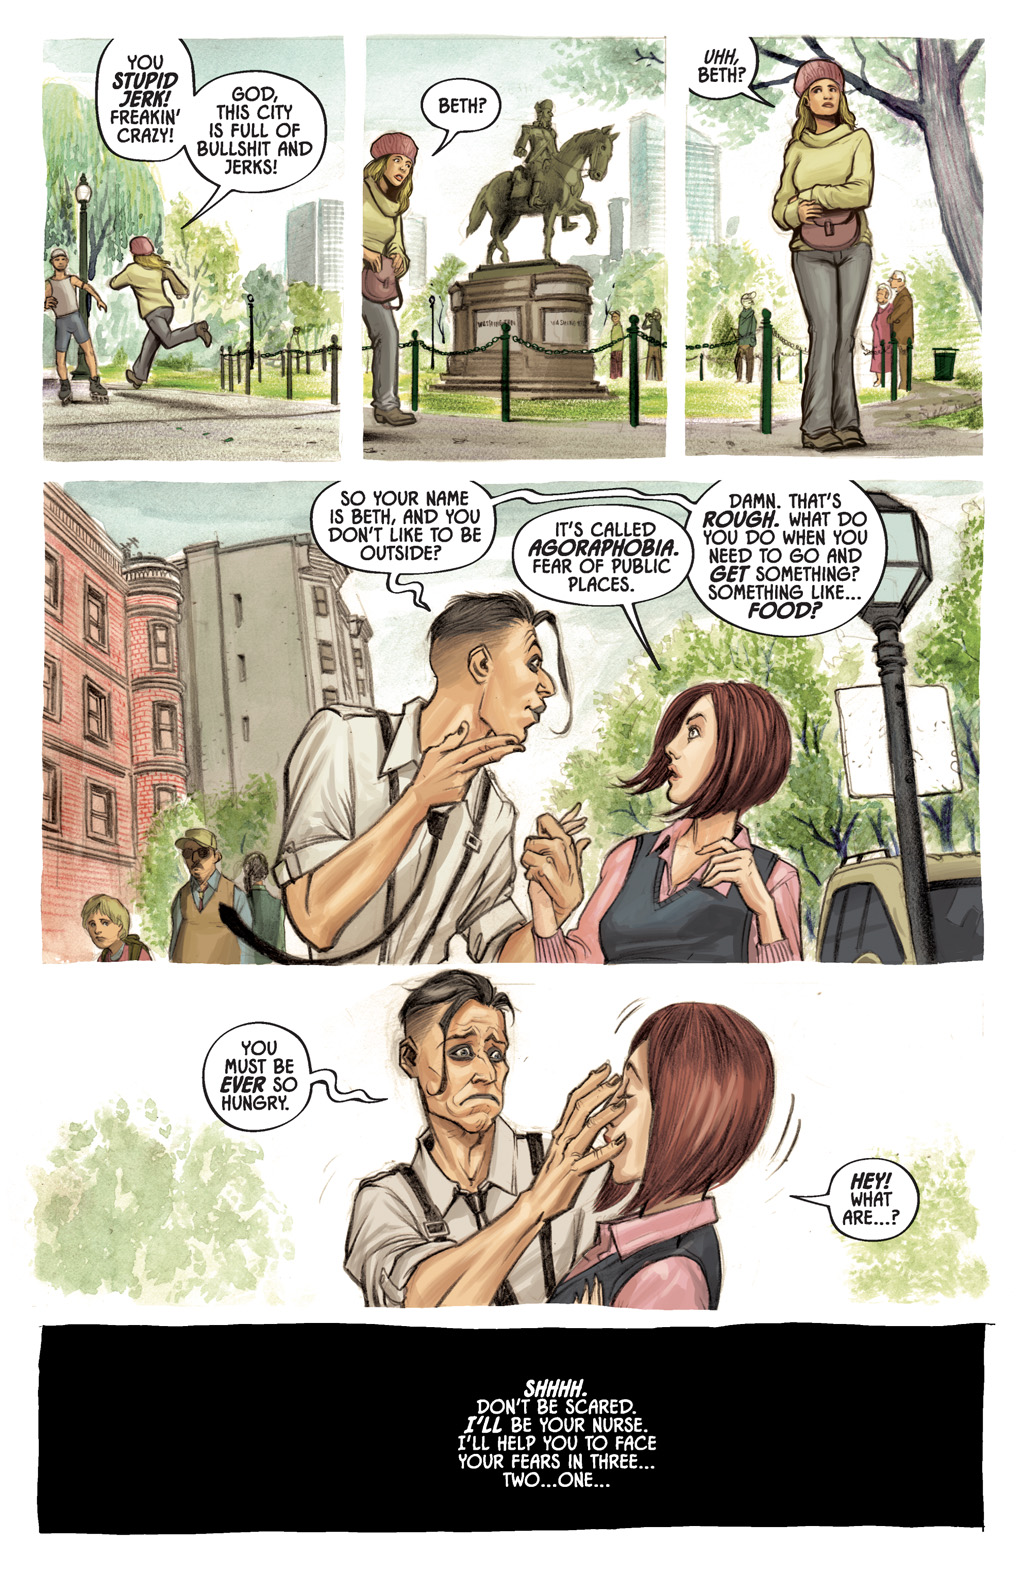 YOU
STUPID
JERK!
FREAKIN'
CRAZY!
GOD,
THIS CITY
IS FULL OF
BULLSHIT AND
JERKS!
BETH?
WASHINGTON
UHH,
BETH?
SO YOUR NAME
IS BETH, AND YOU
DON'T LIKE TO BE
OUTSIDE?
IT'S CALLED
AGORAPHOBIA.
FEAR OF PUBLIC
PLACES.
DAMN. THAT'S
ROUGH. WHAT DO
YOU DO WHEN YOU
NEED TO GO AND
GET SOMETHING?
SOMETHING LIKE...
FOOD?
YOU
MUST BE
EVER SO
HUNGRY.
HEY!
WHAT
ARE...?
SHHHH.
DON'T BE SCARED.
I'LL BE YOUR NURSE.
I'LL HELP YOU TO FACE
YOUR FEARS IN THREE...
TWO...ONE...